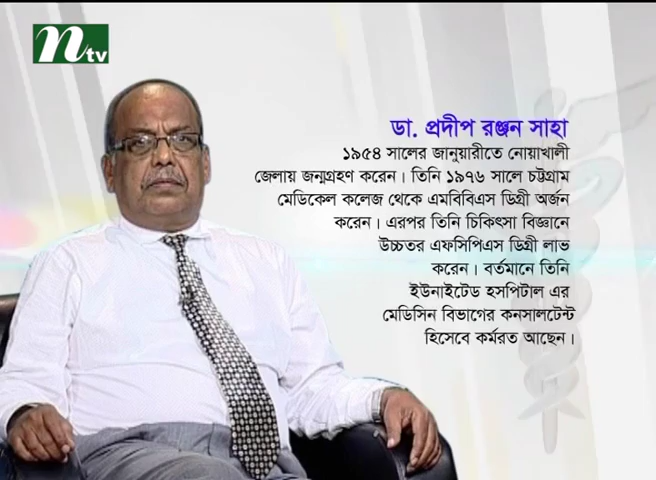 ntv
ডা. প্রদীপ রঞ্জন সাহা
১৯৫৪ সালের জানুয়ারীতে নোয়াখালী
জেলায় জন্মগ্রহণ করেন। তিনি ১৯৭৬ সালে চট্টগ্রাম
মেডিকেল কলেজ থেকে এমবিবিএস ডিগ্রী অর্জন
করেন। এরপর তিনি চিকিৎসা বিজ্ঞানে
উচ্চতর এফসিপিএস ডিগ্রী লাভ
করেন। বর্তমানে তিনি
ইউনাইটেড হসপিটাল এর
মেডিসিন বিভাগের কনসালটেন্ট
হিসেবে কর্মরত আছেন।